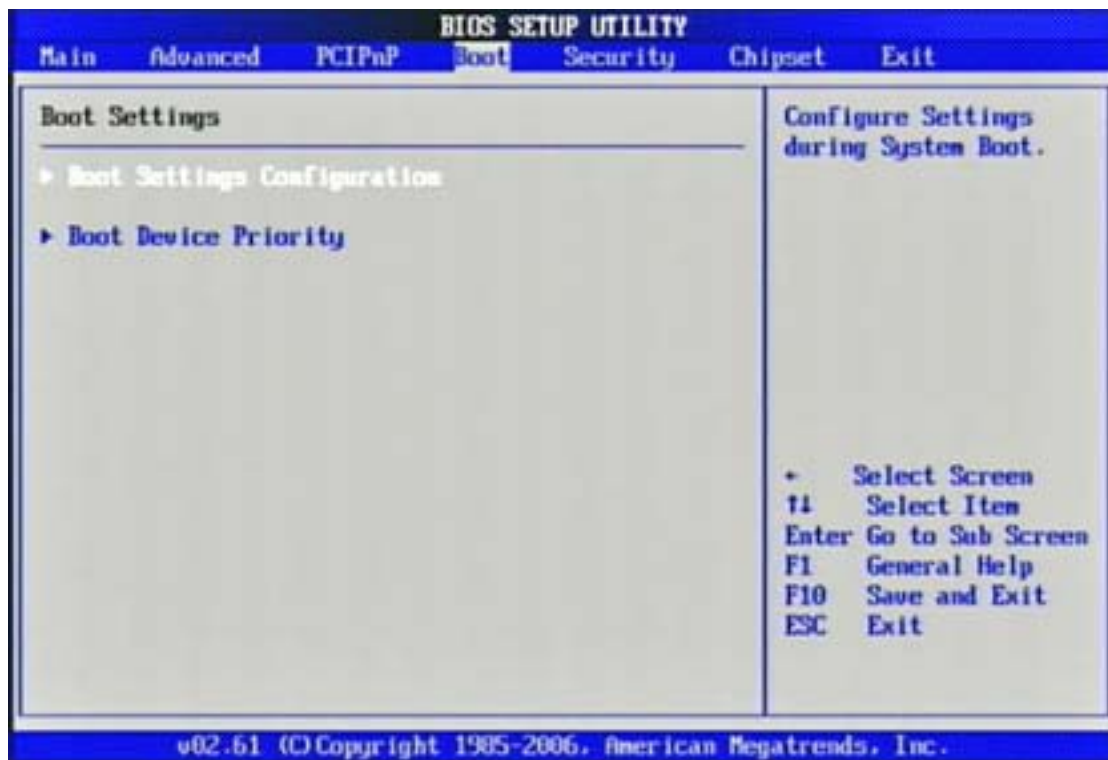 BIOS SETUP UTILITY
Main Advanced PCIPnP Boot Security Chipset Exit
Boot Settings
▶ Boot Settings Configuration
▶ Boot Device Priority
Configure Settings
during System Boot.
← Select Screen
↑↓ Select Item
Enter Go to Sub Screen
F1 General Help
F10 Save and Exit
ESC Exit
v02.61 (C)Copyright 1985-2006, American Megatrends, Inc.